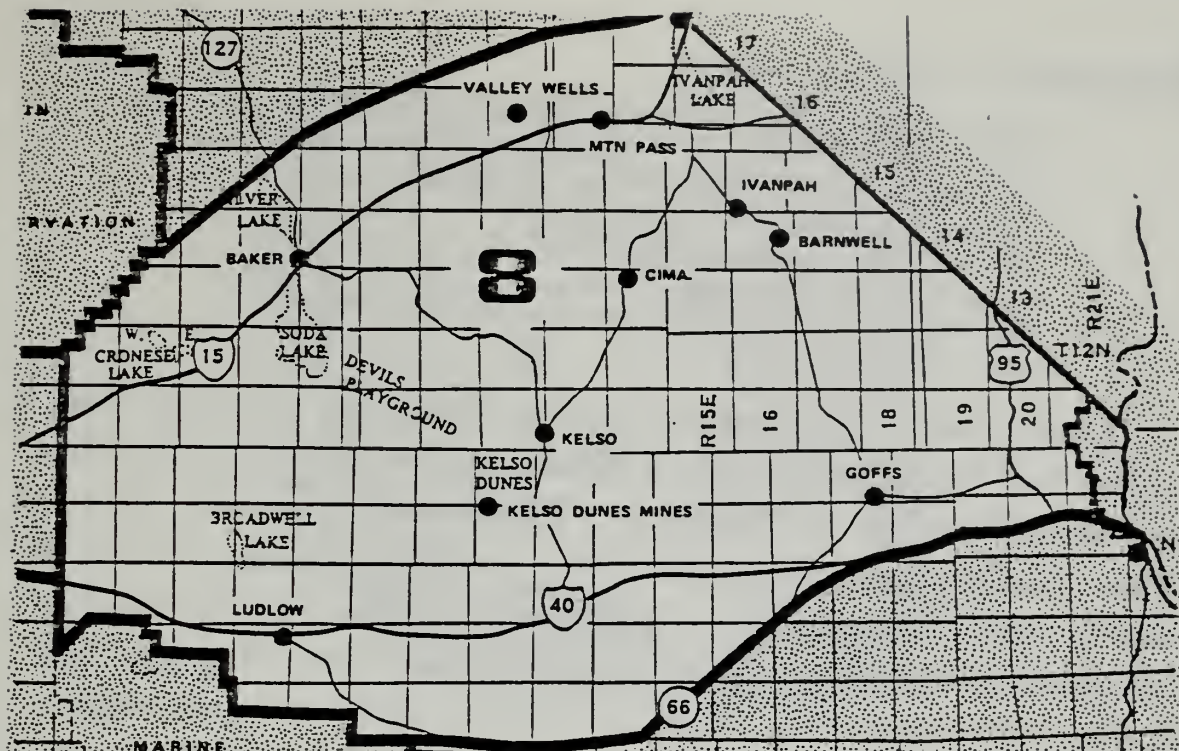 127
17
IVANPAH
LAKE
16
VALLEY WELLS
MTN PASS
15
IVANPAH
RVATION
LAKE
BARNWELL
14
BAKER
CIMA
13
R21E
W. E.
CRONESE
LAKE
15
SODA
LAKE
T12N
95
DEVILS
PLAYGROUND
R15E
16
18
19
20
KELSO
KELSO
DUNES
GOFFS
KELSO DUNES MINES
BROADWELL
LAKE
40
LUDLOW
66
MARINE